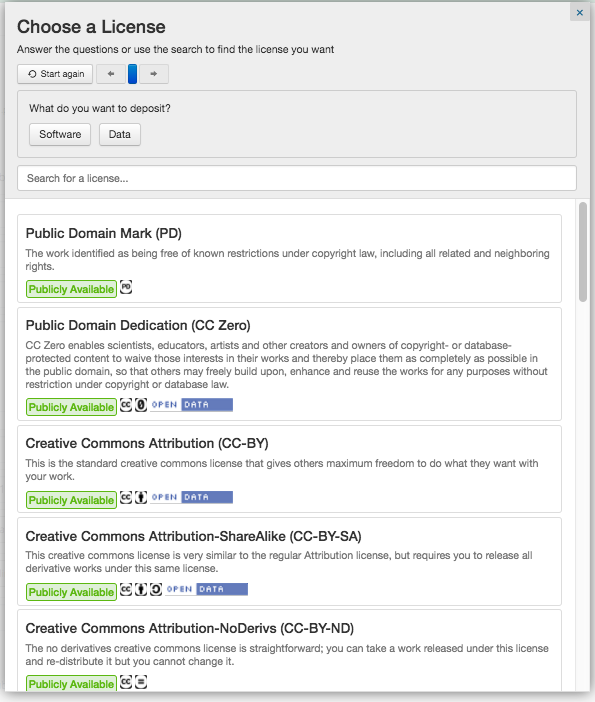 Choose a License
Answer the questions or use the search to find the license you want
Start again
What do you want to deposit?
Software
Data
Search for a license...
Public Domain Mark (PD)
The work identified as being free of known restrictions under copyright law, including all related and neighboring
rights.
Publicly Available PD
Public Domain Dedication (CC Zero)
CC Zero enables scientists, educators, artists and other creators and owners of copyright- or database-
protected content to waive those interests in their works and thereby place them as completely as possible in
the public domain, so that others may freely build upon, enhance and reuse the works for any purposes without
restriction under copyright or database law.
Publicly Available CC 0 OPEN DATA
Creative Commons Attribution (CC-BY)
This is the standard creative commons license that gives others maximum freedom to do what they want with
your work.
Publicly Available CC OPEN DATA
Creative Commons Attribution-ShareAlike (CC-BY-SA)
This creative commons license is very similar to the regular Attribution license, but requires you to release all
derivative works under this same license.
Publicly Available CC OPEN DATA
Creative Commons Attribution-NoDerivs (CC-BY-ND)
The no derivatives creative commons license is straightforward; you can take a work released under this license
and re-distribute it but you cannot change it.
Publicly Available CC =